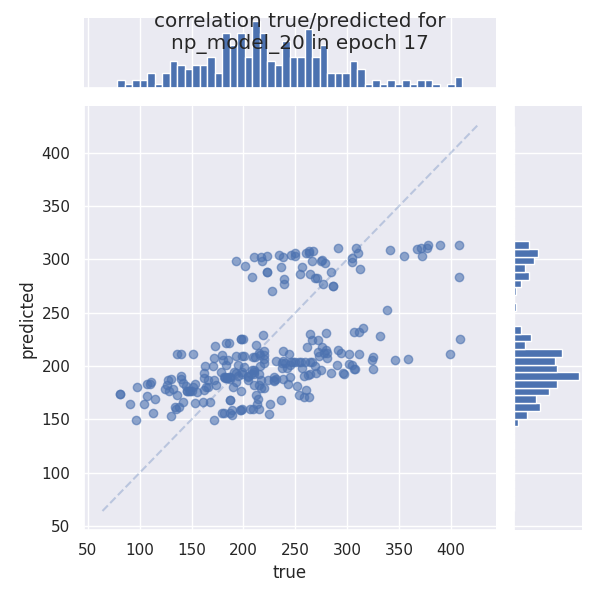 correlation true/predicted for
np_model_20 in epoch 17
400
350
300
250
200
150
100
50
predicted
50 100 150 200 250 300 350 400
true